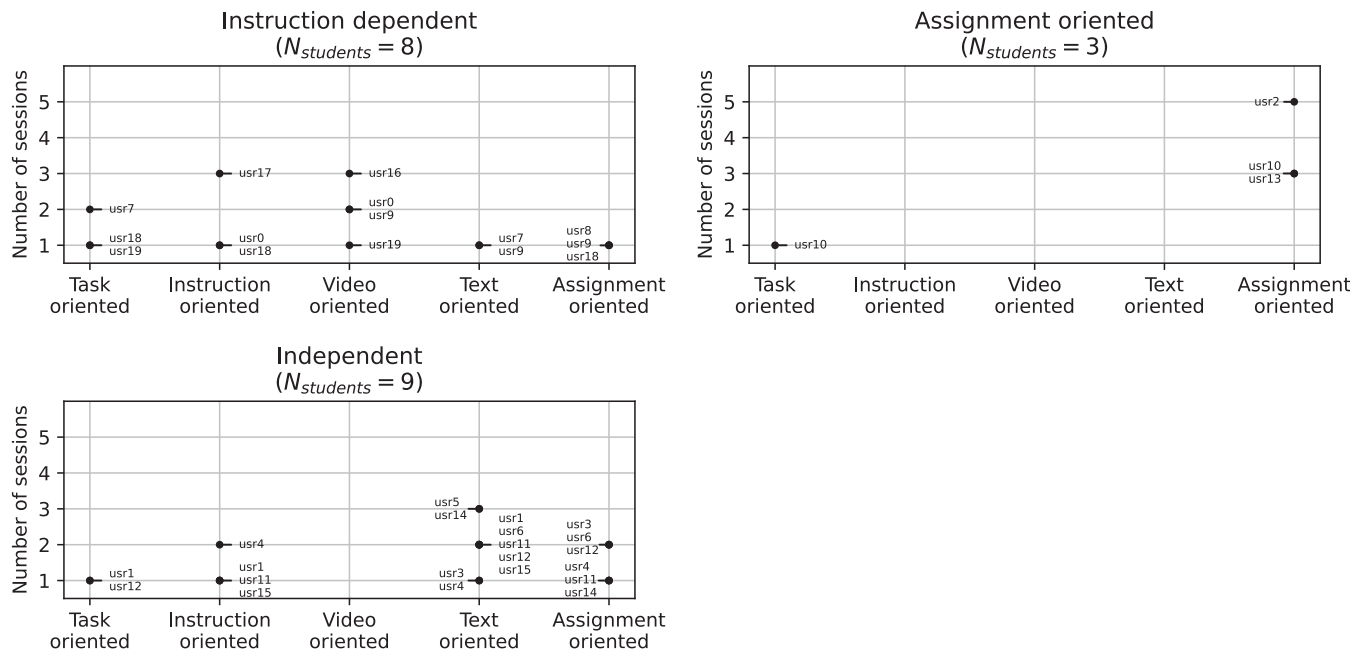 Instruction dependent
(N_students = 8)
Number of sessions
5
4
3
2
1
usr17
usr16
usr7
usr0
usr9
usr18
usr19
usr0
usr18
usr19
usr7
usr9
usr8
usr9
usr18
Task
oriented
Instruction
oriented
Video
oriented
Text
oriented
Assignment
oriented
Assignment oriented
(N_students = 3)
Number of sessions
5
4
3
2
1
usr2
usr10
usr13
usr10
Task
oriented
Instruction
oriented
Video
oriented
Text
oriented
Assignment
oriented
Independent
(N_students = 9)
Number of sessions
5
4
3
2
1
usr5
usr14
usr1
usr6
usr11
usr12
usr15
usr3
usr6
usr12
usr4
usr1
usr12
usr1
usr11
usr15
usr3
usr4
usr4
usr11
usr14
Task
oriented
Instruction
oriented
Video
oriented
Text
oriented
Assignment
oriented